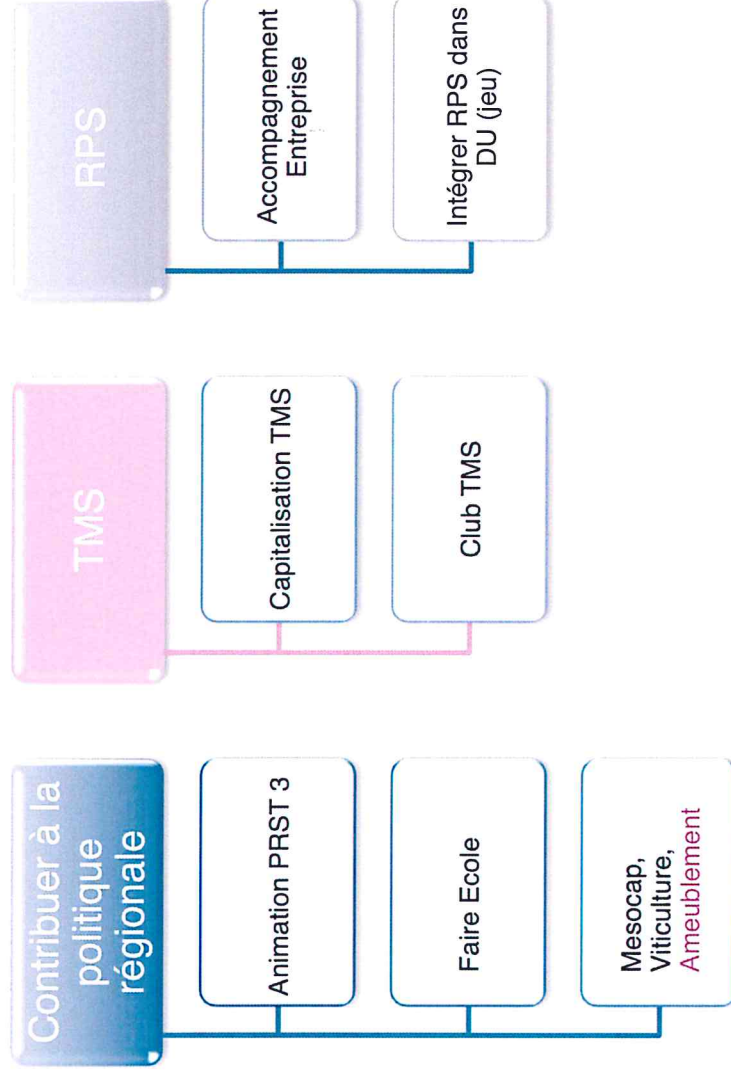 Contribuer à la
politique
régionale
Animation PRST 3
Faire Ecole
Mesocap,
Viticulture,
Ameublement
TMS
Capitalisation TMS
Club TMS
RPS
Accompagnement
Entreprise
Intégrer RPS dans
DU (jeu)